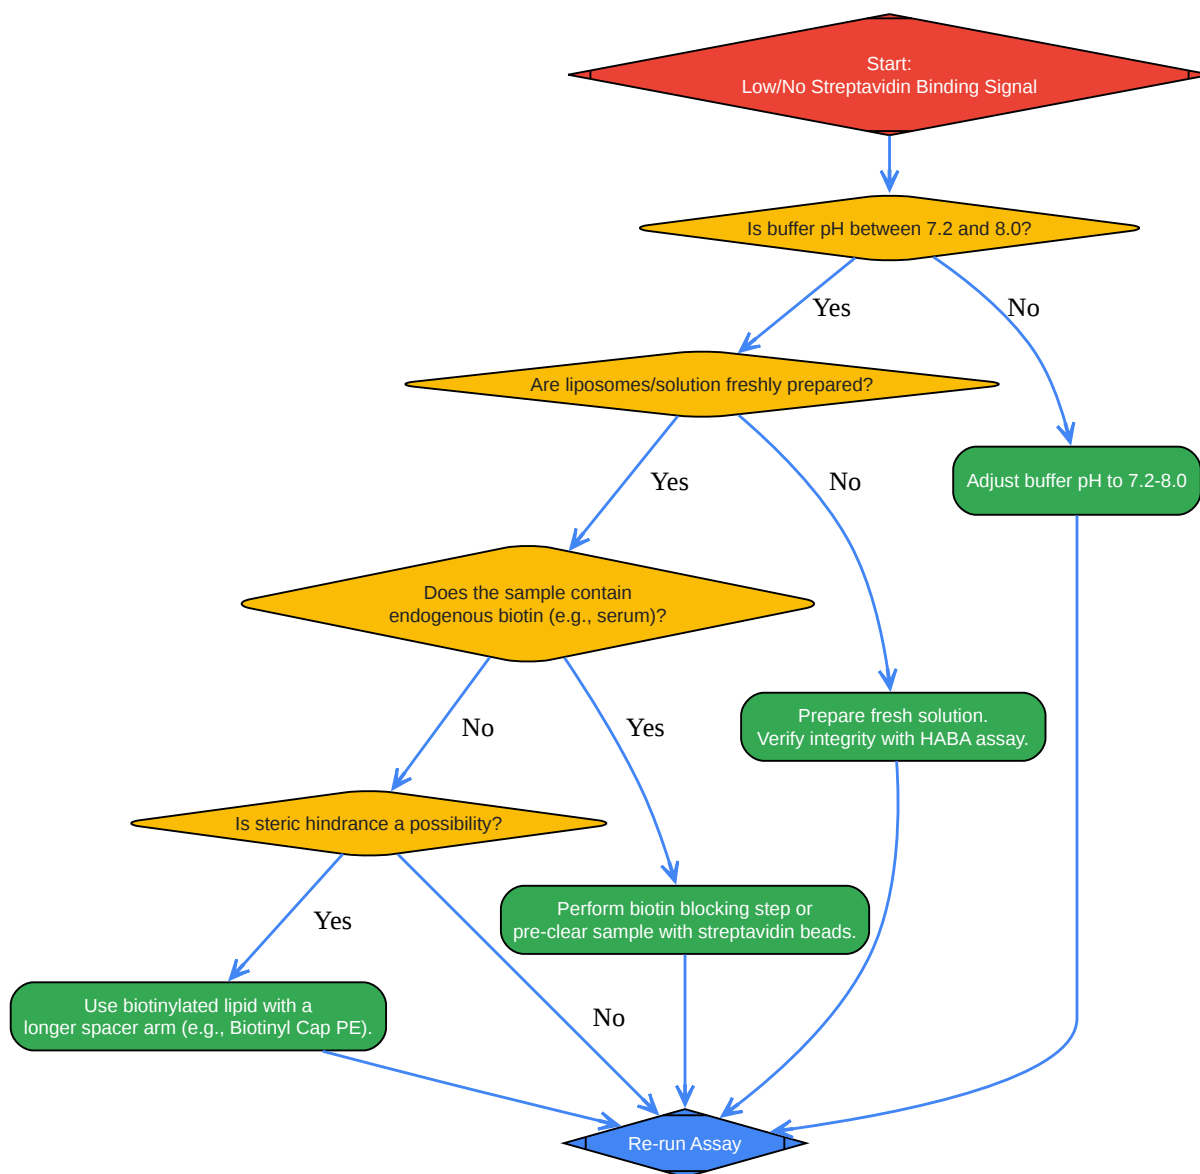 Start:
Low/No Streptavidin Binding Signal
Is buffer pH between 7.2 and 8.0?
Yes
No
Are liposomes/solution freshly prepared?
Yes
No
Adjust buffer pH to 7.2-8.0
Does the sample contain
endogenous biotin (e.g., serum)?
No
Yes
Prepare fresh solution.
Verify integrity with HABA assay.
Is steric hindrance a possibility?
Yes
No
Perform biotin blocking step or
pre-clear sample with streptavidin beads.
Use biotinylated lipid with a
longer spacer arm (e.g., Biotinyl Cap PE).
Re-run Assay